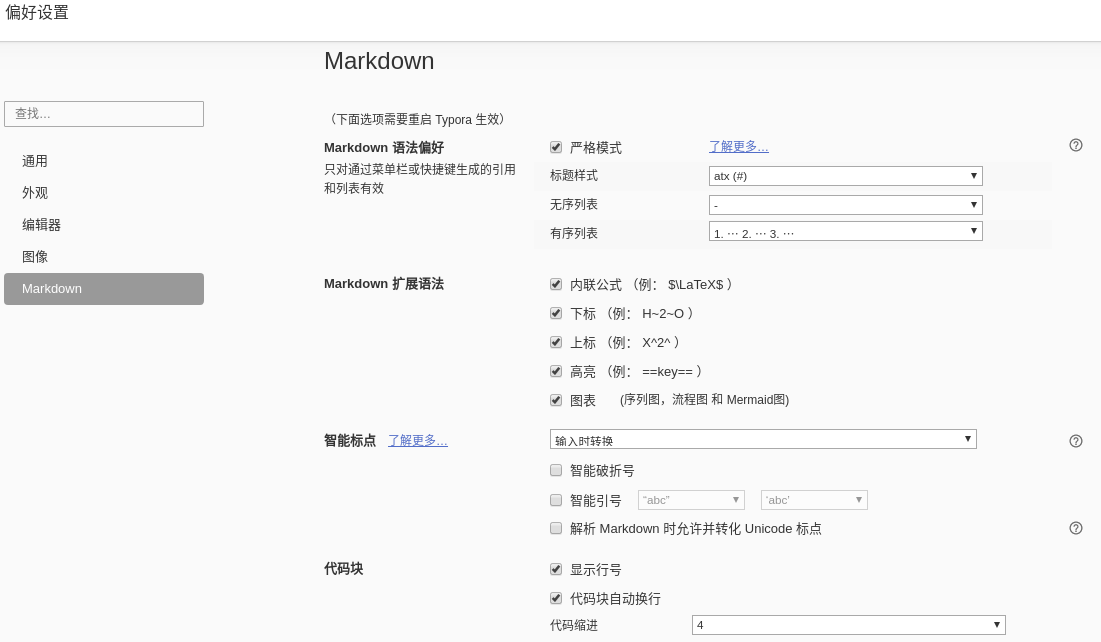 偏好设置
Markdown
查找…
通用
外观
编辑器
图像
Markdown
（下面选项需要重启 Typora 生效）
Markdown 语法偏好
只对通过菜单栏或快捷键生成的引用
和列表有效
严格模式 了解更多…
标题样式 atx (#)
无序列表 -
有序列表 1. ··· 2. ··· 3. ···
Markdown 扩展语法
内联公式 （例： $\LaTeX$ ）
下标 （例： H~2~O ）
上标 （例： X^2^ ）
高亮 （例： ==key== ）
图表 (序列图，流程图 和 Mermaid图)
智能标点 了解更多… 输入时转换
智能破折号
智能引号 “abc” ‘abc’
解析 Markdown 时允许并转化 Unicode 标点
代码块
显示行号
代码块自动换行
代码缩进 4